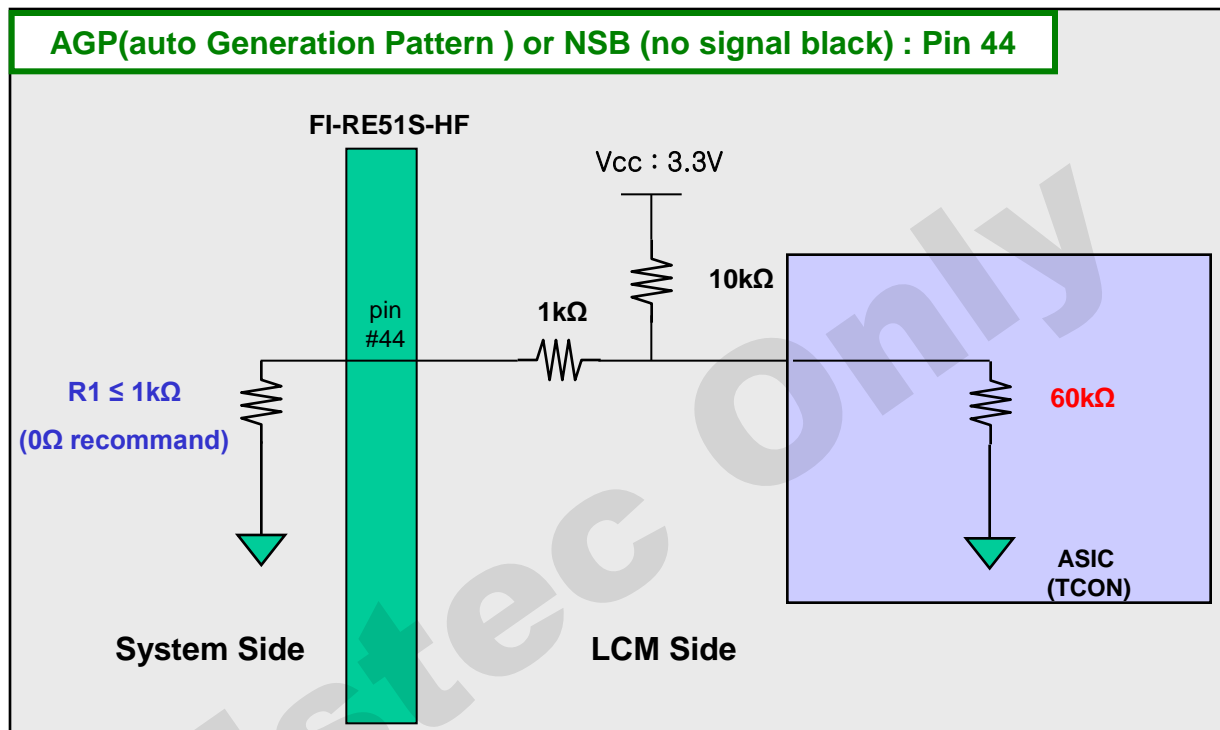 AGP(auto Generation Pattern ) or NSB (no signal black) : Pin 44
FI-RE51S-HF
Vcc : 3.3V
10kΩ
1kΩ
pin
#44
R1 ≤ 1kΩ
(0Ω recommand)
60kΩ
ASIC
(TCON)
System Side
LCM Side
Only